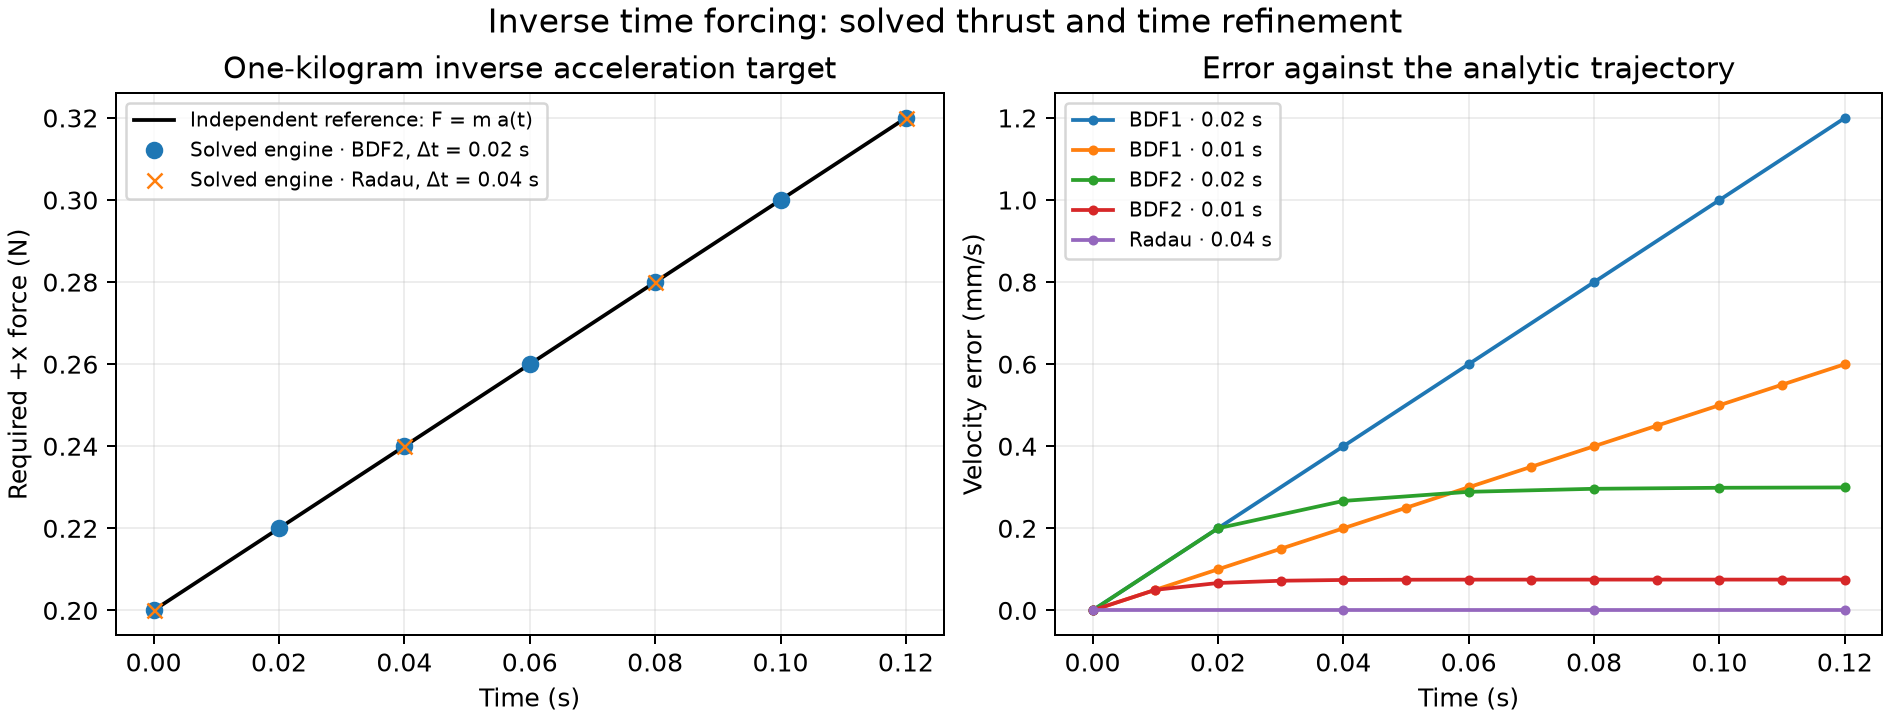 Inverse time forcing: solved thrust and time refinement
One-kilogram inverse acceleration target
Independent reference: F = m a(t)
Solved engine · BDF2, Δt = 0.02 s
Solved engine · Radau, Δt = 0.04 s
Required +x force (N)
0.32
0.30
0.28
0.26
0.24
0.22
0.20
0.00 0.02 0.04 0.06 0.08 0.10 0.12
Time (s)
Error against the analytic trajectory
BDF1 · 0.02 s
BDF1 · 0.01 s
BDF2 · 0.02 s
BDF2 · 0.01 s
Radau · 0.04 s
Velocity error (mm/s)
1.2
1.0
0.8
0.6
0.4
0.2
0.0
0.00 0.02 0.04 0.06 0.08 0.10 0.12
Time (s)